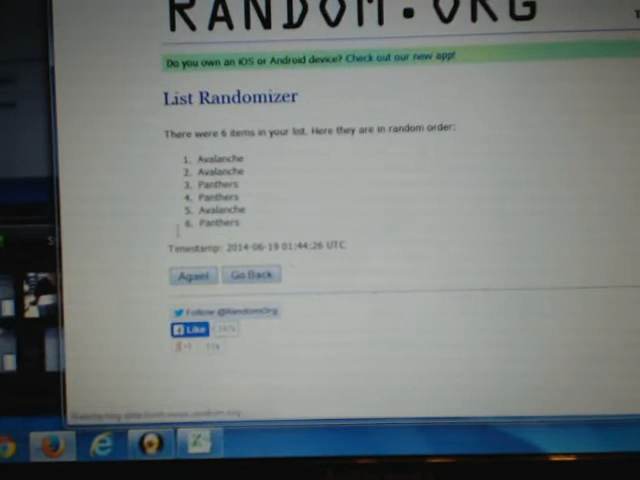 RANDOM.ORG
Do you own an iOS or Android device? Check out our new app!
List Randomizer
There were 6 items in your list. Here they are in random order:
1. Avalanche
2. Avalanche
3. Panthers
4. Panthers
5. Avalanche
6. Panthers
Timestamp: 2014-06-19 01:44:26 UTC
Again! Go Back
Follow @RandomOrg
Like